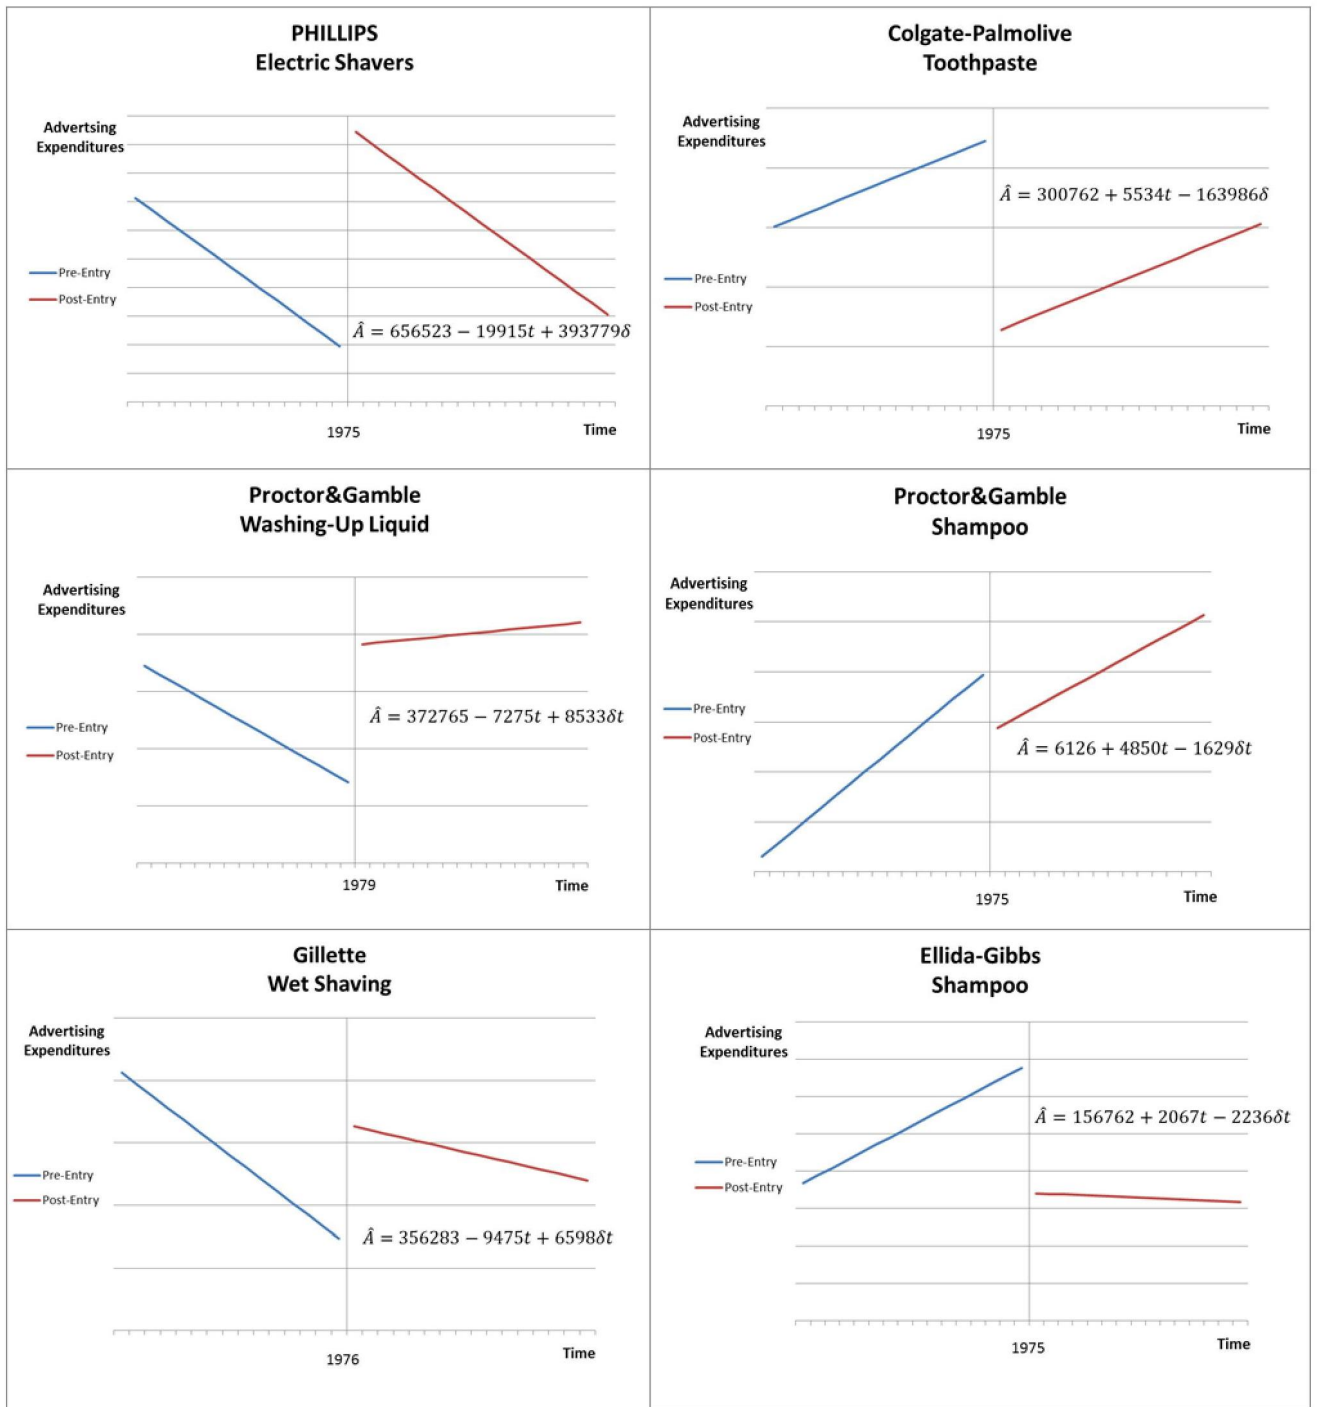 PHILLIPS
Electric Shavers
Advertsing
Expenditures
Pre-Entry
Post-Entry
Â = 656523 − 19915t + 393779δ
1975
Time
Colgate-Palmolive
Toothpaste
Advertising
Expenditures
Â = 300762 + 5534t − 163986δ
Pre-Entry
Post-Entry
1975
Time
Proctor&Gamble
Washing-Up Liquid
Advertising
Expenditures
Â = 372765 − 7275t + 8533δt
Pre-Entry
Post-Entry
1979
Time
Proctor&Gamble
Shampoo
Advertising
Expenditures
Pre-Entry
Post-Entry
Â = 6126 + 4850t − 1629δt
1975
Time
Gillette
Wet Shaving
Advertising
Expenditures
Pre-Entry
Post-Entry
Â = 356283 − 9475t + 6598δt
1976
Time
Ellida-Gibbs
Shampoo
Advertising
Expenditures
Â = 156762 + 2067t − 2236δt
Pre-Entry
Post-Entry
1975
Time